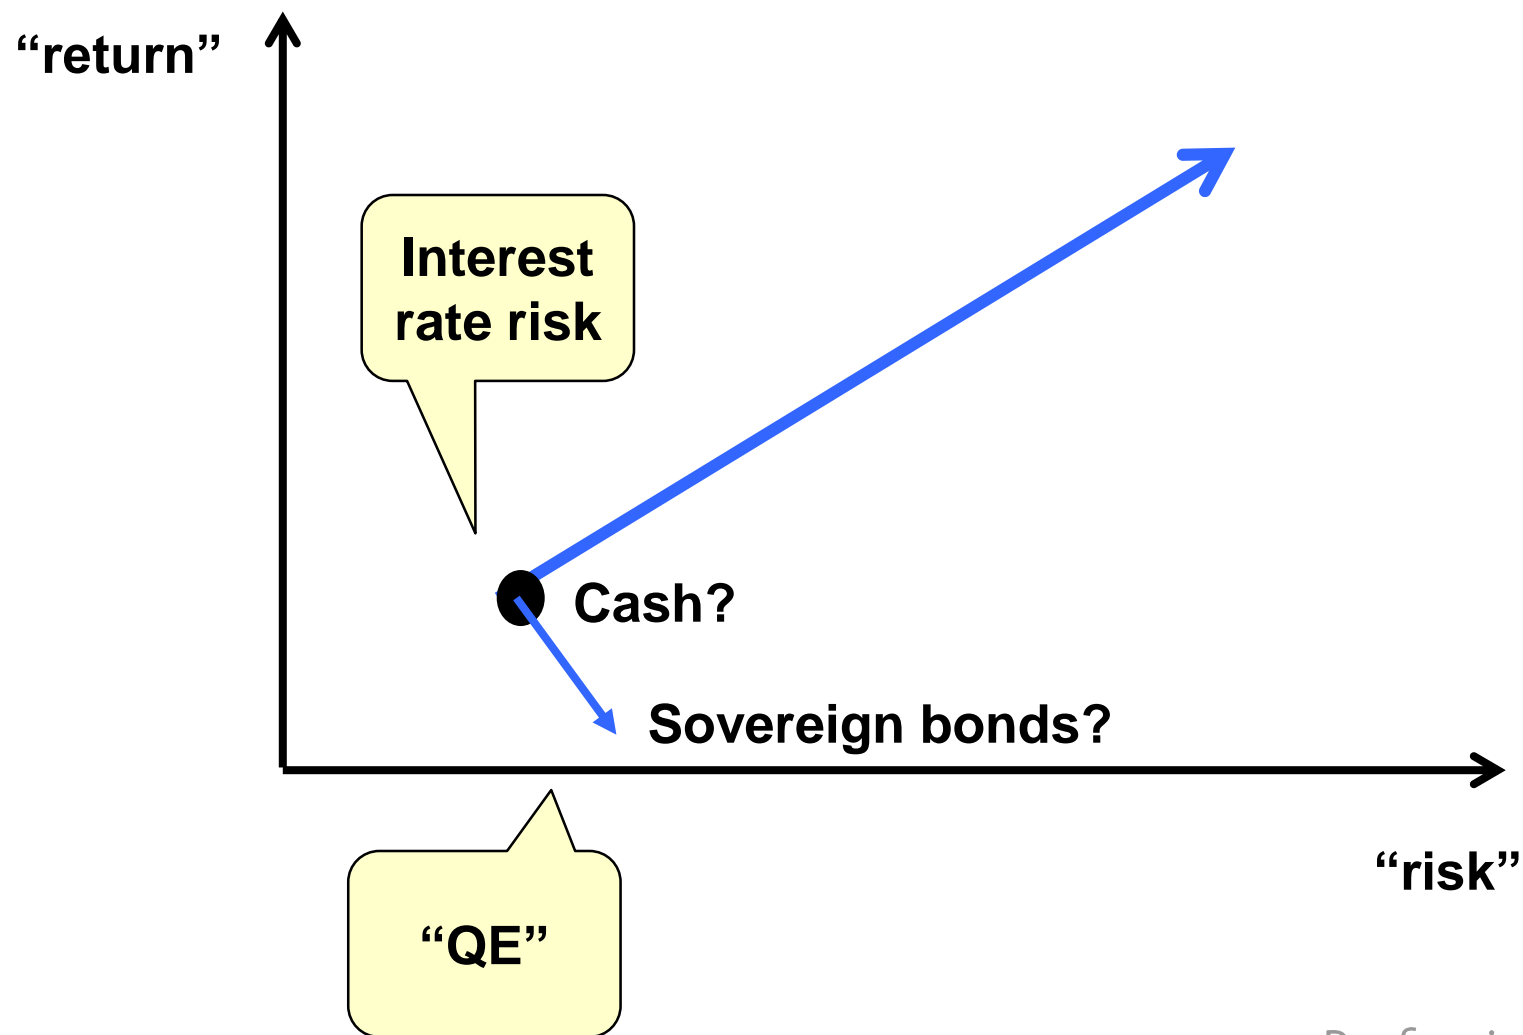 “return”
Interest
rate risk
Cash?
Sovereign bonds?
“risk”
“QE”